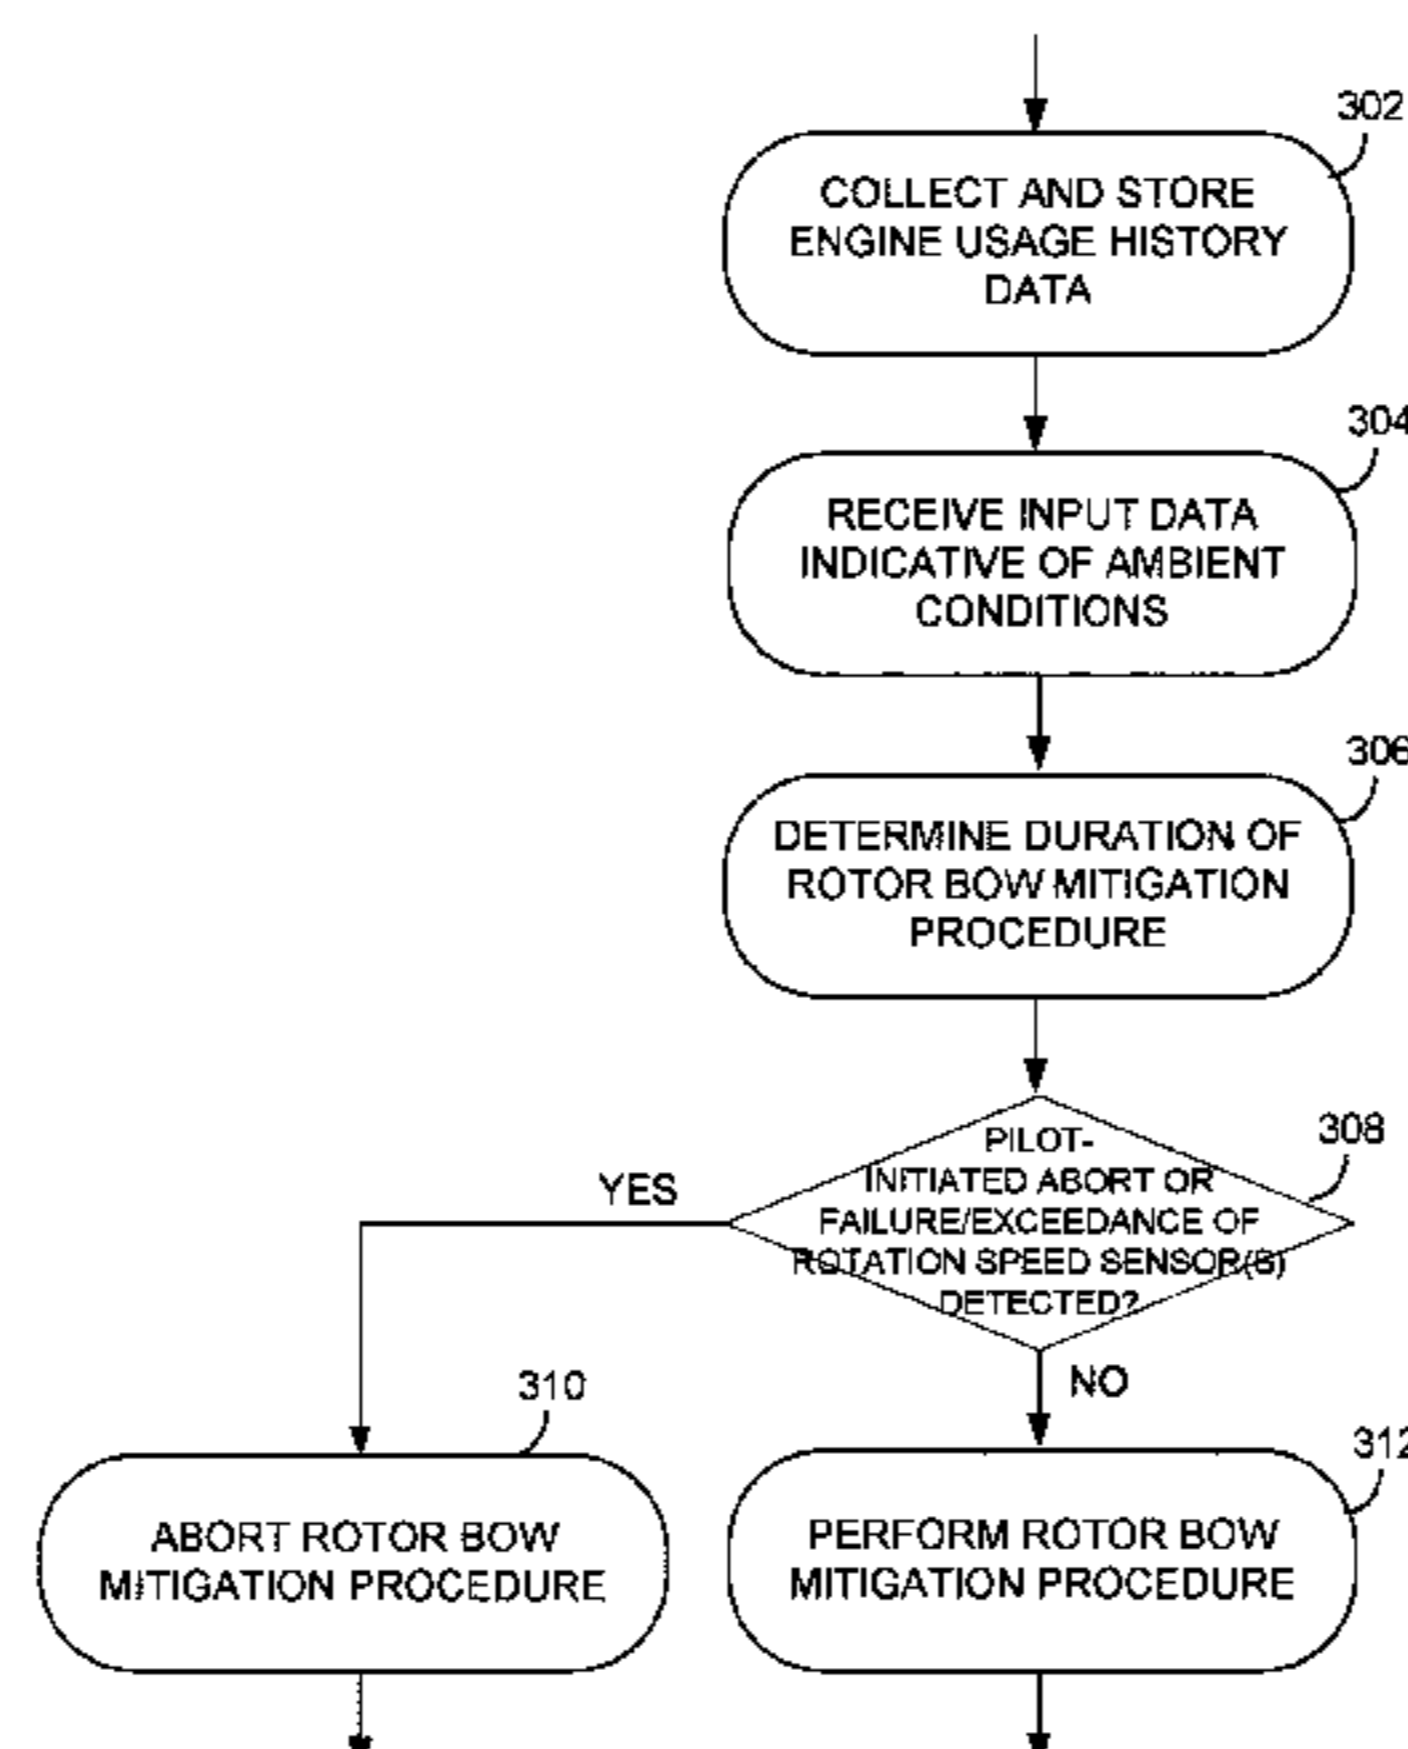 302
COLLECT AND STORE
ENGINE USAGE HISTORY
DATA
304
RECEIVE INPUT DATA
INDICATIVE OF AMBIENT
CONDITIONS
306
DETERMINE DURATION OF
ROTOR BOW MITIGATION
PROCEDURE
308
PILOT-
INITIATED ABORT OR
FAILURE/EXCEEDANCE OF
ROTATION SPEED SENSOR(S)
DETECTED?
YES
NO
310
ABORT ROTOR BOW
MITIGATION PROCEDURE
312
PERFORM ROTOR BOW
MITIGATION PROCEDURE